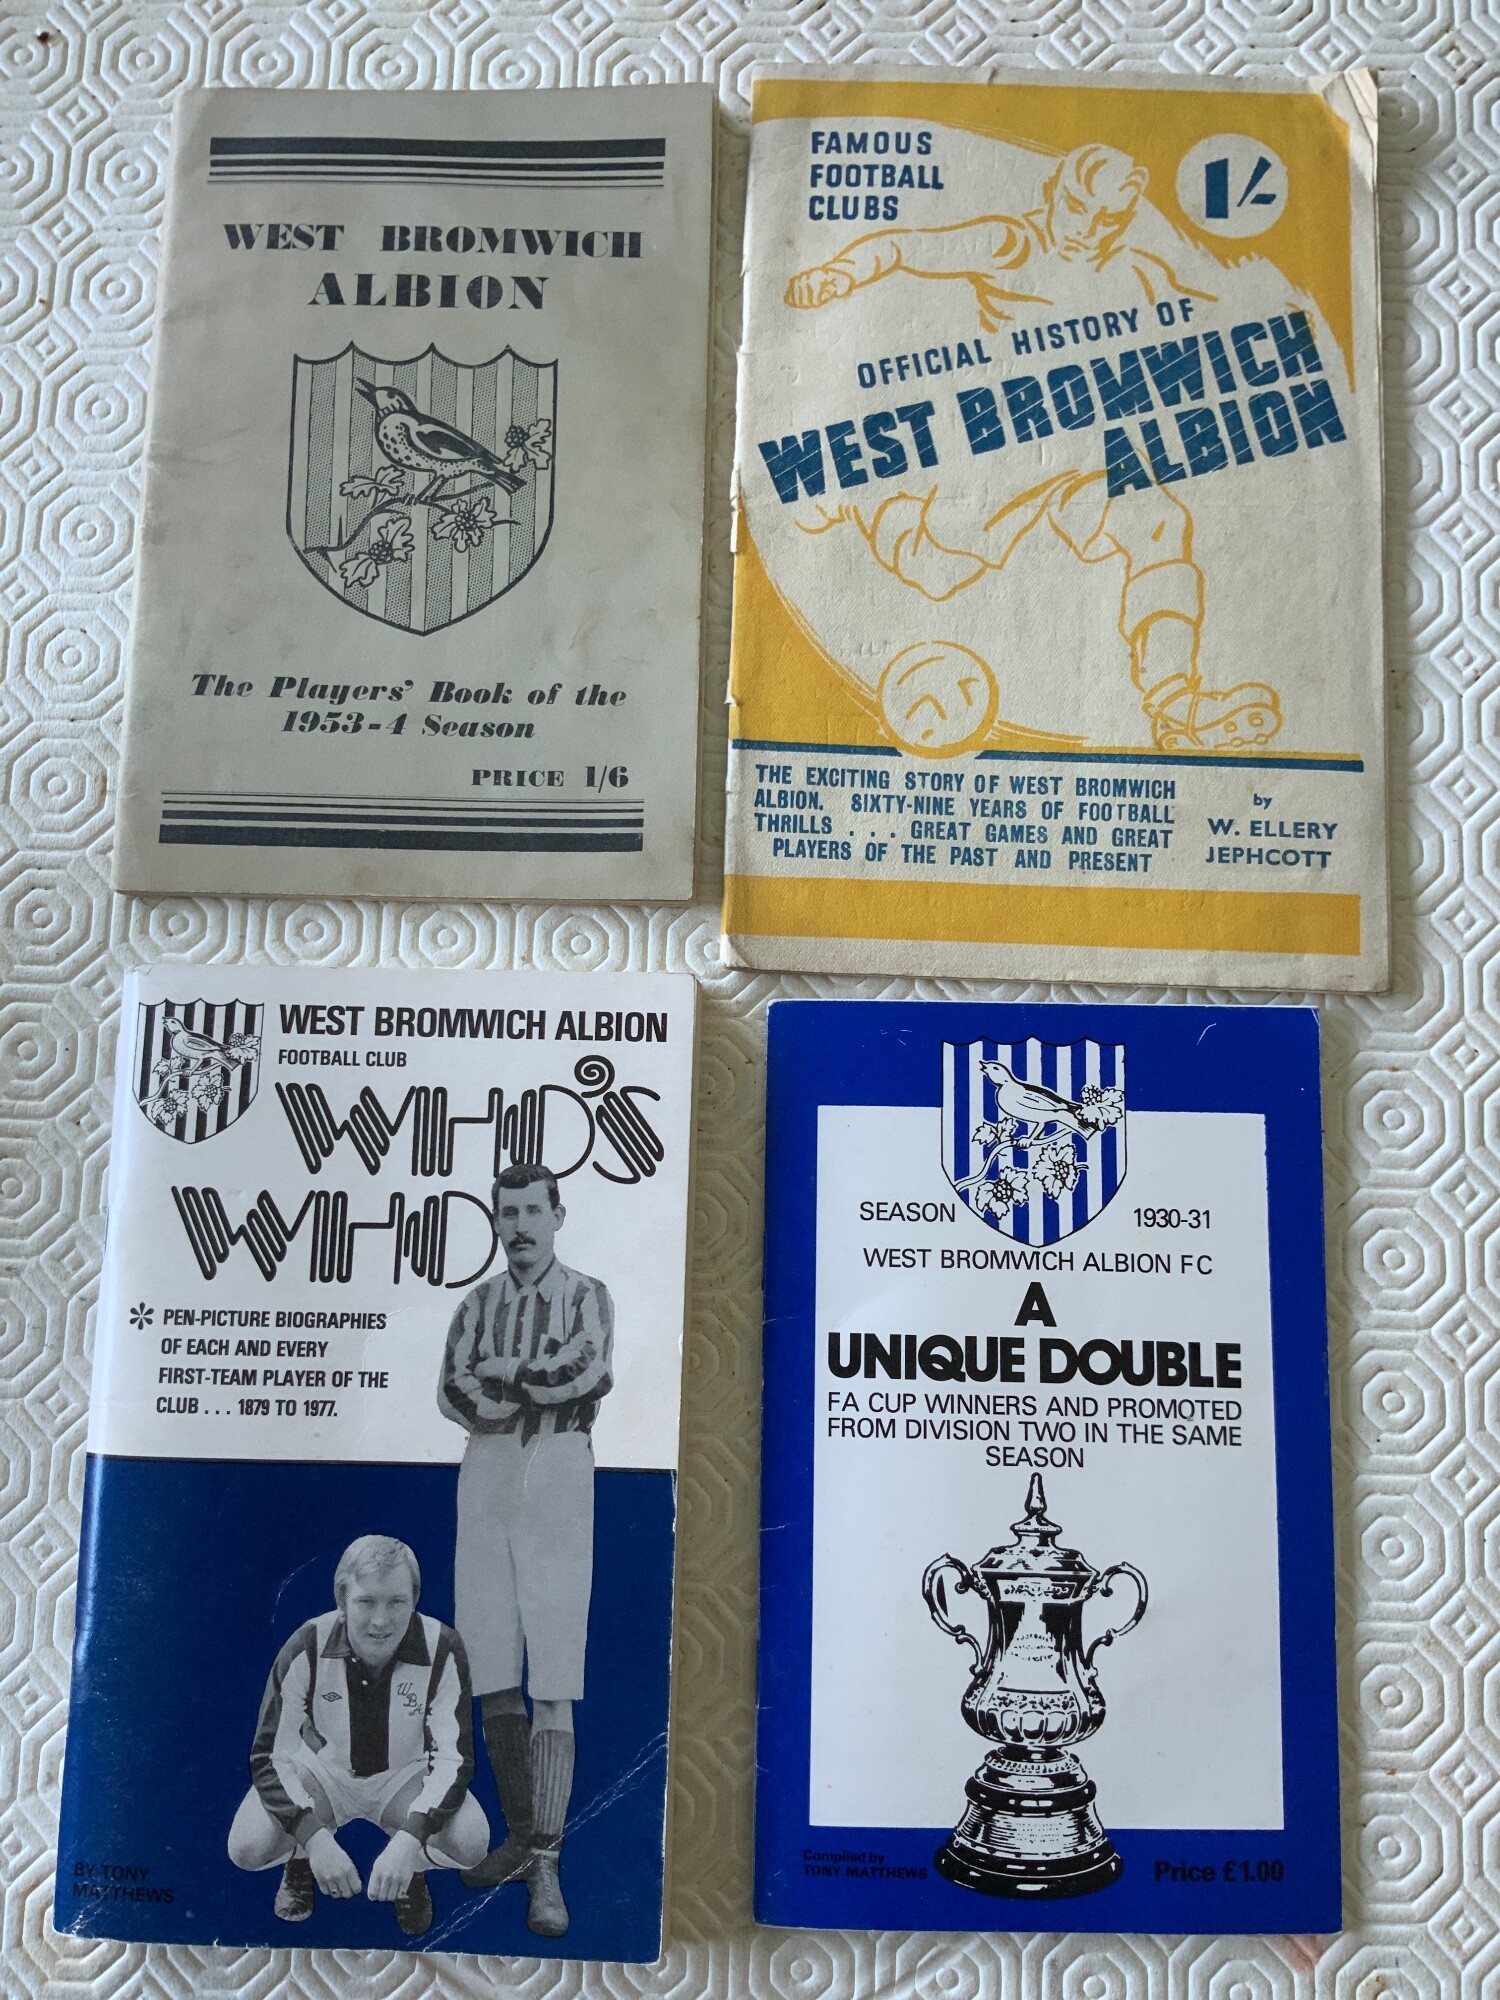 WEST BROMWICH
ALBION
The Players' Book of the
1953-4 Season
PRICE 1/6
FAMOUS
FOOTBALL
CLUBS
1/-
OFFICIAL HISTORY OF
WEST BROMWICH
ALBION
THE EXCITING STORY OF WEST BROMWICH
ALBION. SIXTY-NINE YEARS OF FOOTBALL
THRILLS . . . GREAT GAMES AND GREAT
PLAYERS OF THE PAST AND PRESENT
by
W. ELLERY
JEPHCOTT
WEST BROMWICH ALBION
FOOTBALL CLUB
WHO'S
WHO
* PEN-PICTURE BIOGRAPHIES
OF EACH AND EVERY
FIRST-TEAM PLAYER OF THE
CLUB . . . 1879 TO 1977.
WBA
BY TONY
MATTHEWS
SEASON 1930-31
WEST BROMWICH ALBION FC
A
UNIQUE DOUBLE
FA CUP WINNERS AND PROMOTED
FROM DIVISION TWO IN THE SAME
SEASON
Complied by
TONY MATTHEWS
Price £1.00